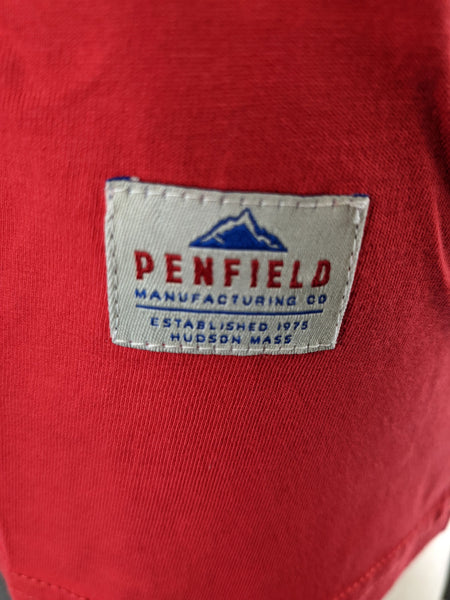 PENFIELD
MANUFACTURING CO
ESTABLISHED 1975
HUDSON MASS